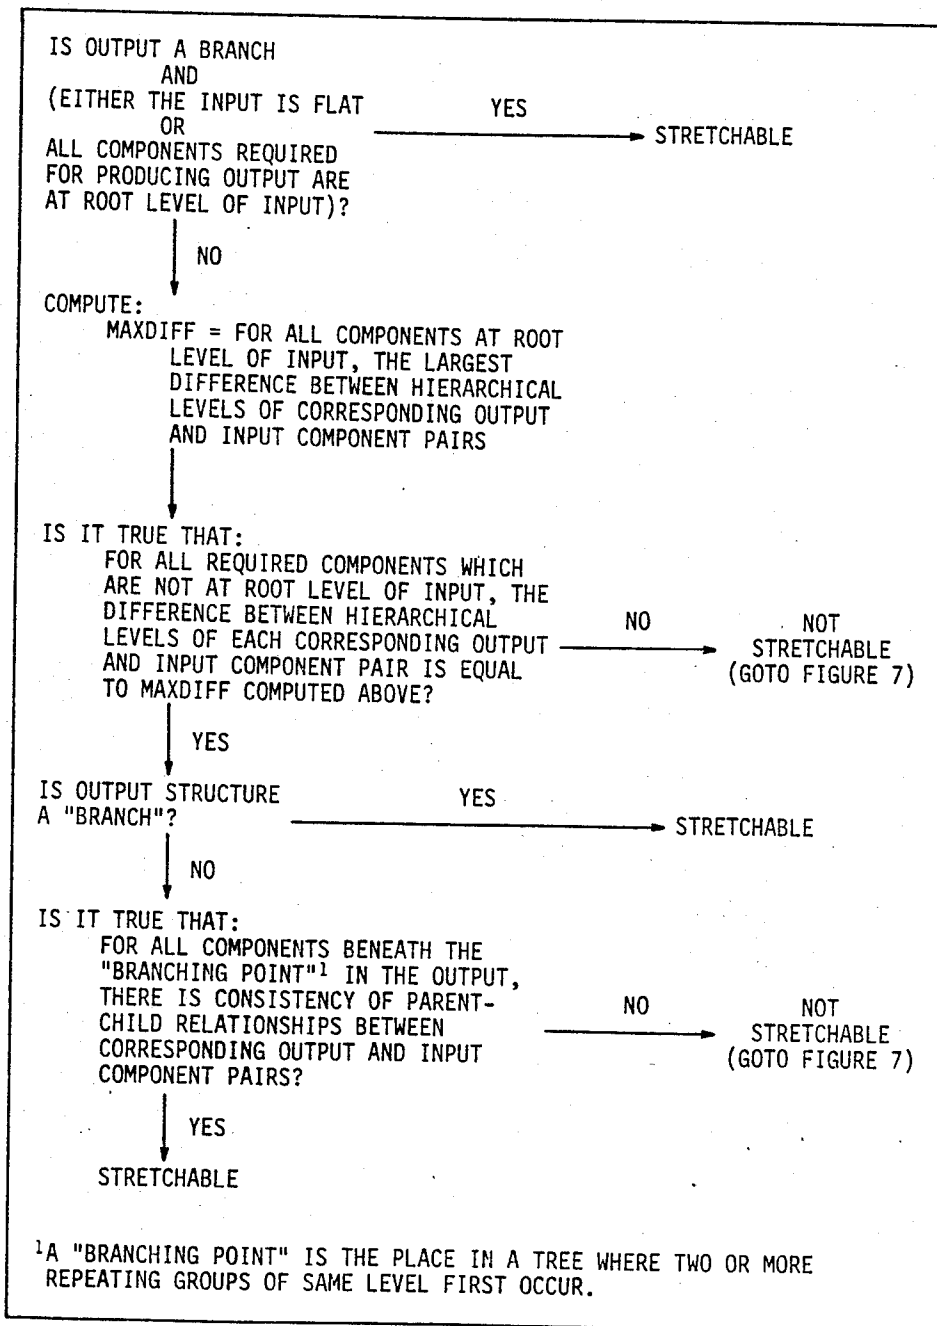 IS OUTPUT A BRANCH
AND
(EITHER THE INPUT IS FLAT
OR
ALL COMPONENTS REQUIRED
FOR PRODUCING OUTPUT ARE
AT ROOT LEVEL OF INPUT)?
YES
STRETCHABLE
NO
COMPUTE:
MAXDIFF = FOR ALL COMPONENTS AT ROOT
LEVEL OF INPUT, THE LARGEST
DIFFERENCE BETWEEN HIERARCHICAL
LEVELS OF CORRESPONDING OUTPUT
AND INPUT COMPONENT PAIRS
IS IT TRUE THAT:
FOR ALL REQUIRED COMPONENTS WHICH
ARE NOT AT ROOT LEVEL OF INPUT, THE
DIFFERENCE BETWEEN HIERARCHICAL
LEVELS OF EACH CORRESPONDING OUTPUT
AND INPUT COMPONENT PAIR IS EQUAL
TO MAXDIFF COMPUTED ABOVE?
NO
NOT
STRETCHABLE
(GOTO FIGURE 7)
YES
IS OUTPUT STRUCTURE
A "BRANCH"?
YES
STRETCHABLE
NO
IS IT TRUE THAT:
FOR ALL COMPONENTS BENEATH THE
"BRANCHING POINT"1 IN THE OUTPUT,
THERE IS CONSISTENCY OF PARENT-
CHILD RELATIONSHIPS BETWEEN
CORRESPONDING OUTPUT AND INPUT
COMPONENT PAIRS?
NO
NOT
STRETCHABLE
(GOTO FIGURE 7)
YES
STRETCHABLE
1A "BRANCHING POINT" IS THE PLACE IN A TREE WHERE TWO OR MORE
REPEATING GROUPS OF SAME LEVEL FIRST OCCUR.